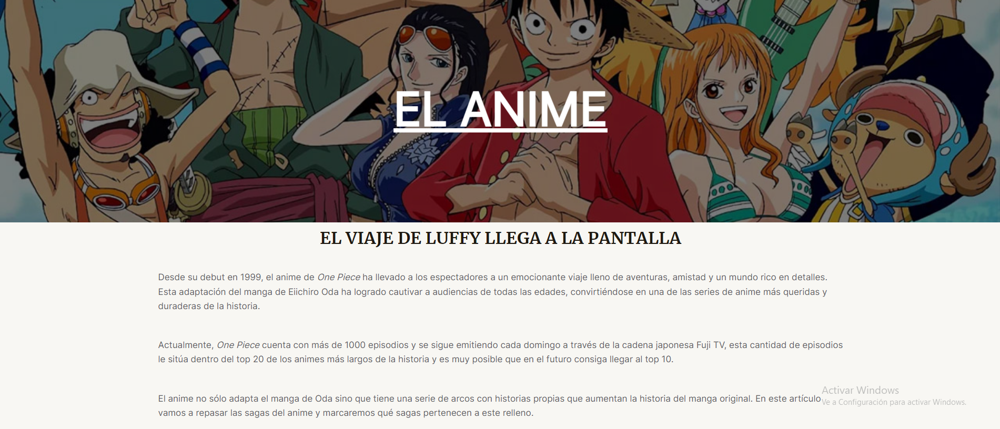 EL ANIME
EL VIAJE DE LUFFY LLEGA A LA PANTALLA
Desde su debut en 1999, el anime de One Piece ha llevado a los espectadores a un emocionante viaje lleno de aventuras, amistad y un mundo rico en detalles.
Esta adaptación del manga de Eiichiro Oda ha logrado cautivar a audiencias de todas las edades, convirtiéndose en una de las series de anime más queridas y
duraderas de la historia.
Actualmente, One Piece cuenta con más de 1000 episodios y se sigue emitiendo cada domingo a través de la cadena japonesa Fuji TV, esta cantidad de episodios
le sitúa dentro del top 20 de los animes más largos de la historia y es muy posible que en el futuro consiga llegar al top 10.
El anime no sólo adapta el manga de Oda sino que tiene una serie de arcos con historias propias que aumentan la historia del manga original. En este artículo
vamos a repasar las sagas del anime y marcaremos qué sagas pertenecen a este relleno.
Activar Windows
Ve a Configuración para activar Windows.